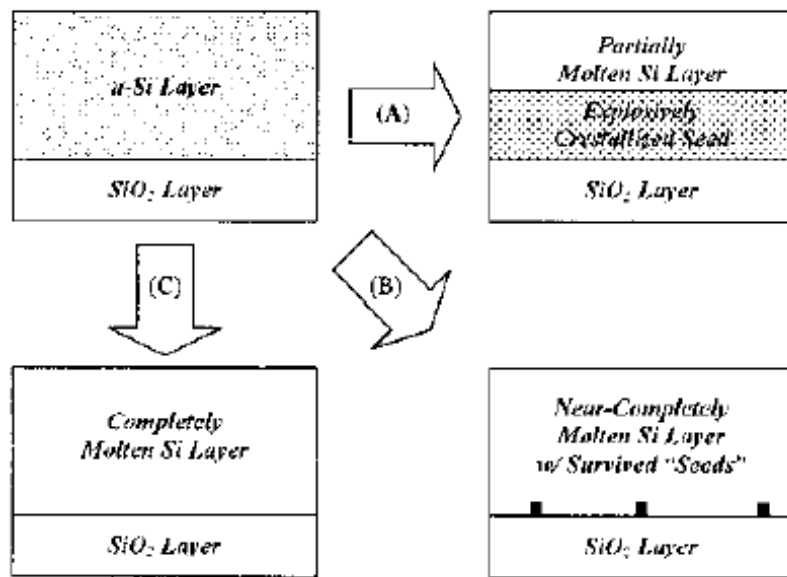 a-Si Layer
SiO₂ Layer
(A)
Partially
Molten Si Layer
Explosively
Crystallized Seed
SiO₂ Layer
(C)
(B)
Completely
Molten Si Layer
SiO₂ Layer
Near-Completely
Molten Si Layer
w/ Survived "Seeds"
SiO₂ Layer